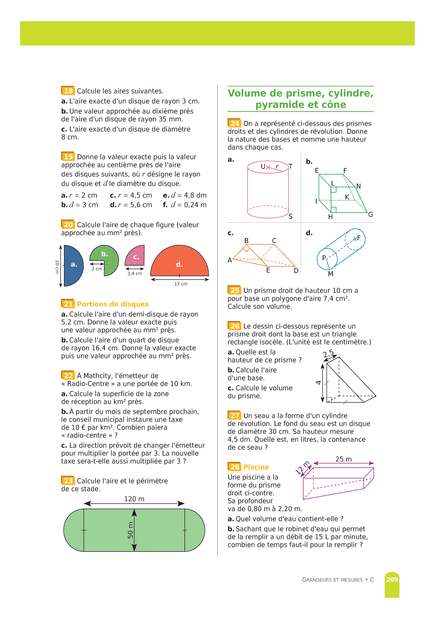 18 Calcule les aires suivantes.
a. L'aire exacte d'un disque de rayon 3 cm.
b. Une valeur approchée au dixième près
de l'aire d'un disque de rayon 35 mm.
c. L'aire exacte d'un disque de diamètre
8 cm.
19 Donne la valeur exacte puis la valeur
approchée au centième près de l'aire
des disques suivants, où r désigne le rayon
du disque et d le diamètre du disque.
a. r = 2 cm c. r = 4,5 cm e. d = 4,8 dm
b. d = 3 cm d. r = 5,6 cm f. d = 0,24 m
20 Calcule l'aire de chaque figure (valeur
approchée au mm² près).
a.
b.
2 cm
c.
3,4 cm
d.
17 cm
21 Portions de disques
a. Calcule l'aire d'un demi-disque de rayon
5,2 cm. Donne la valeur exacte puis
une valeur approchée au mm² près.
b. Calcule l'aire d'un quart de disque
de rayon 16,4 cm. Donne la valeur exacte
puis une valeur approchée au mm² près.
22 À Mathcity, l'émetteur de
« Radio-Centre » a une portée de 10 km.
a. Calcule la superficie de la zone
de réception au km² près.
b. À partir du mois de septembre prochain,
le conseil municipal instaure une taxe
de 10 € par km². Combien paiera
« radio-centre » ?
c. La direction prévoit de changer l'émetteur
pour multiplier la portée par 3. La nouvelle
taxe sera-t-elle aussi multipliée par 3 ?
23 Calcule l'aire et le périmètre
de ce stade.
120 m
50 m
Volume de prisme, cylindre,
pyramide et cône
24 On a représenté ci-dessous des prismes
droits et des cylindres de révolution. Donne
la nature des bases et nomme une hauteur
dans chaque cas.
a.
U r T
S
b.
E F
L N
I K
H G
c.
B C
A
E D
d.
F
P
M
25 Un prisme droit de hauteur 10 cm a
pour base un polygone d'aire 7,4 cm².
Calcule son volume.
26 Le dessin ci-dessous représente un
prisme droit dont la base est un triangle
rectangle isocèle. (L'unité est le centimètre.)
a. Quelle est la
hauteur de ce prisme ?
b. Calcule l'aire
d'une base.
c. Calcule le volume
du prisme.
2,5
4
27 Un seau a la forme d'un cylindre
de révolution. Le fond du seau est un disque
de diamètre 30 cm. Sa hauteur mesure
4,5 dm. Quelle est, en litres, la contenance
de ce seau ?
28 Piscine
Une piscine a la
forme du prisme
droit ci-contre.
Sa profondeur
va de 0,80 m à 2,20 m.
12 m
25 m
a. Quel volume d'eau contient-elle ?
b. Sachant que le robinet d'eau qui permet
de la remplir a un débit de 15 L par minute,
combien de temps faut-il pour la remplir ?
GRANDEURS ET MESURES • C 209